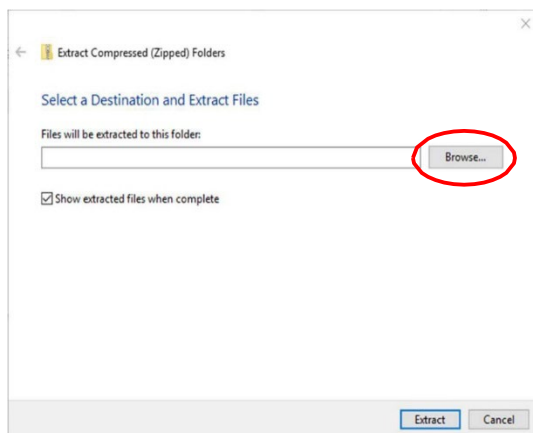 Extract Compressed (Zipped) Folders
Select a Destination and Extract Files
Files will be extracted to this folder:
Browse...
Show extracted files when complete
Extract Cancel